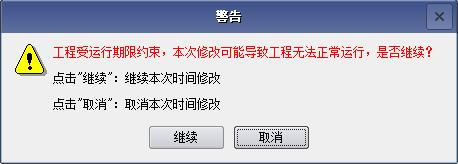 警告
工程受运行期限约束，本次修改可能导致工程无法正常运行，是否继续？
点击"继续"：继续本次时间修改
点击"取消"：取消本次时间修改
继续 取消